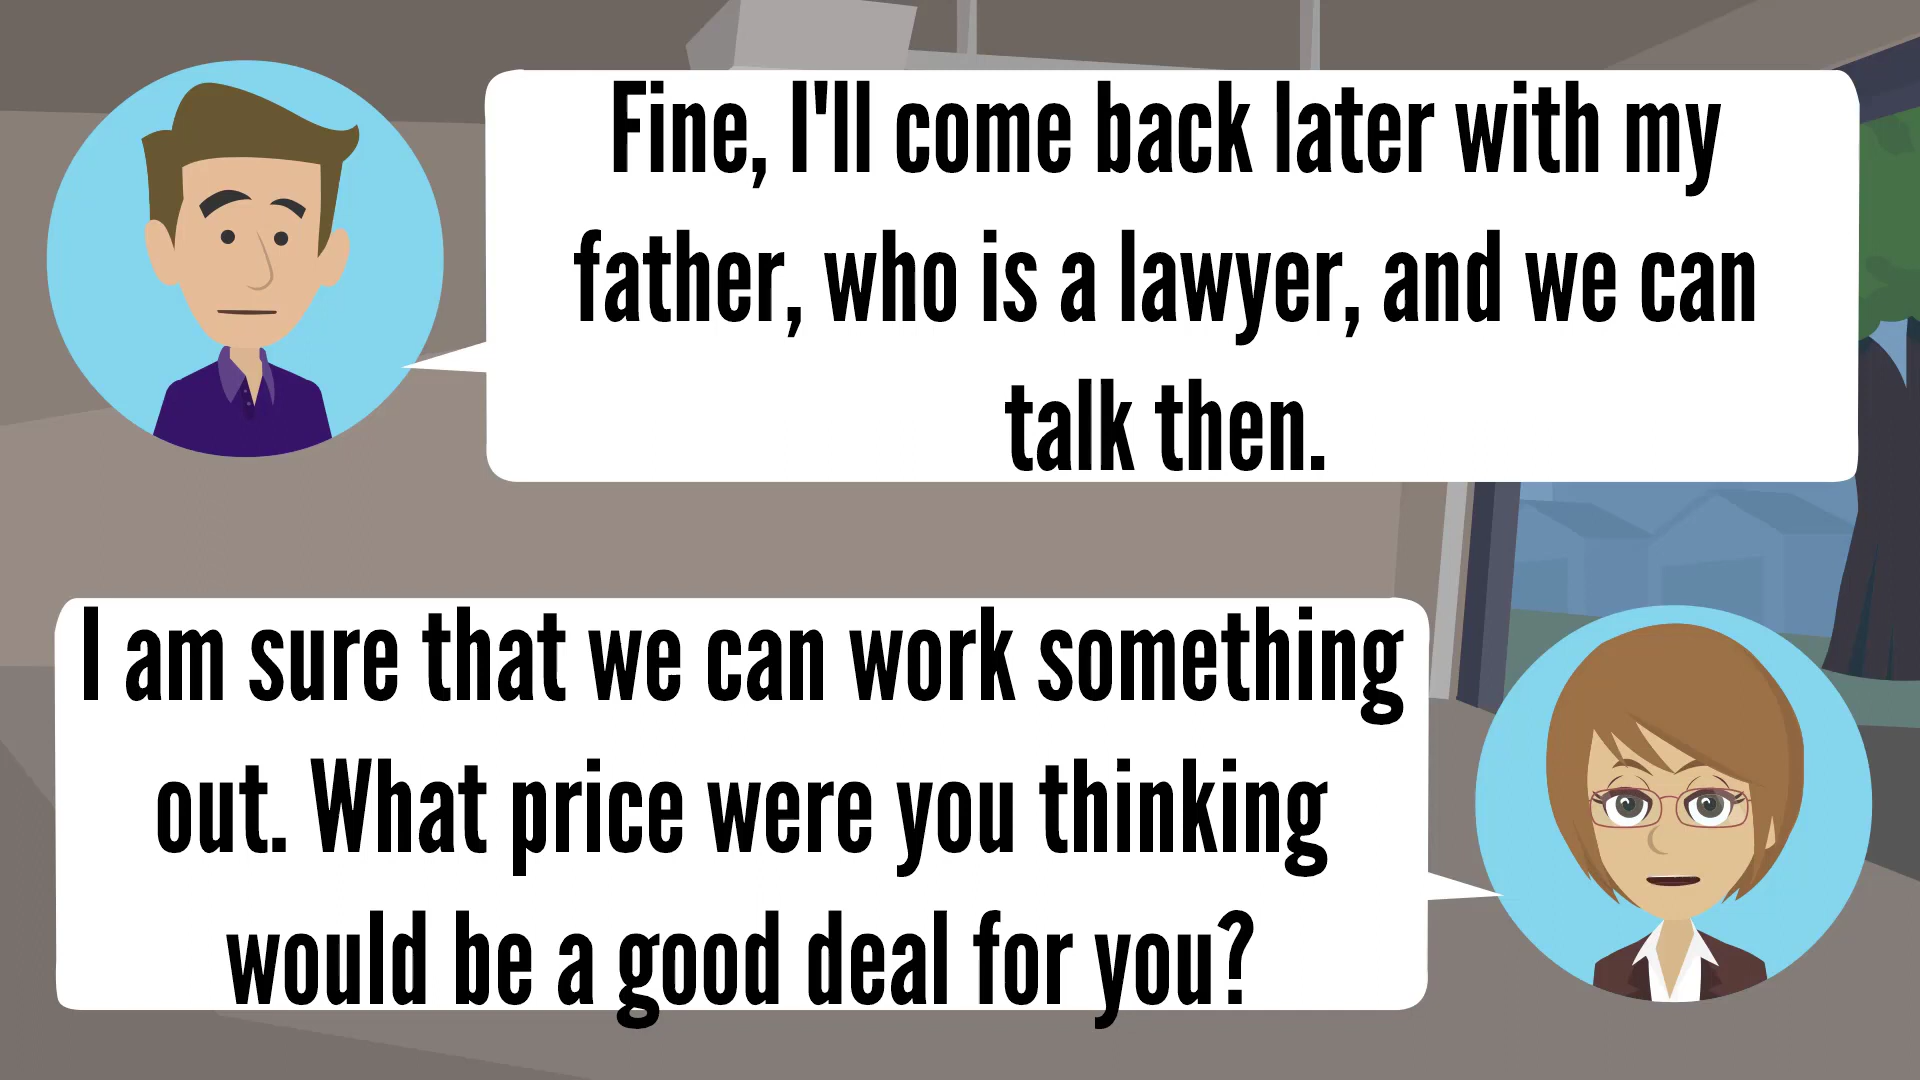 Fine, I'll come back later with my
father, who is a lawyer, and we can
talk then.
I am sure that we can work something
out. What price were you thinking
would be a good deal for you?